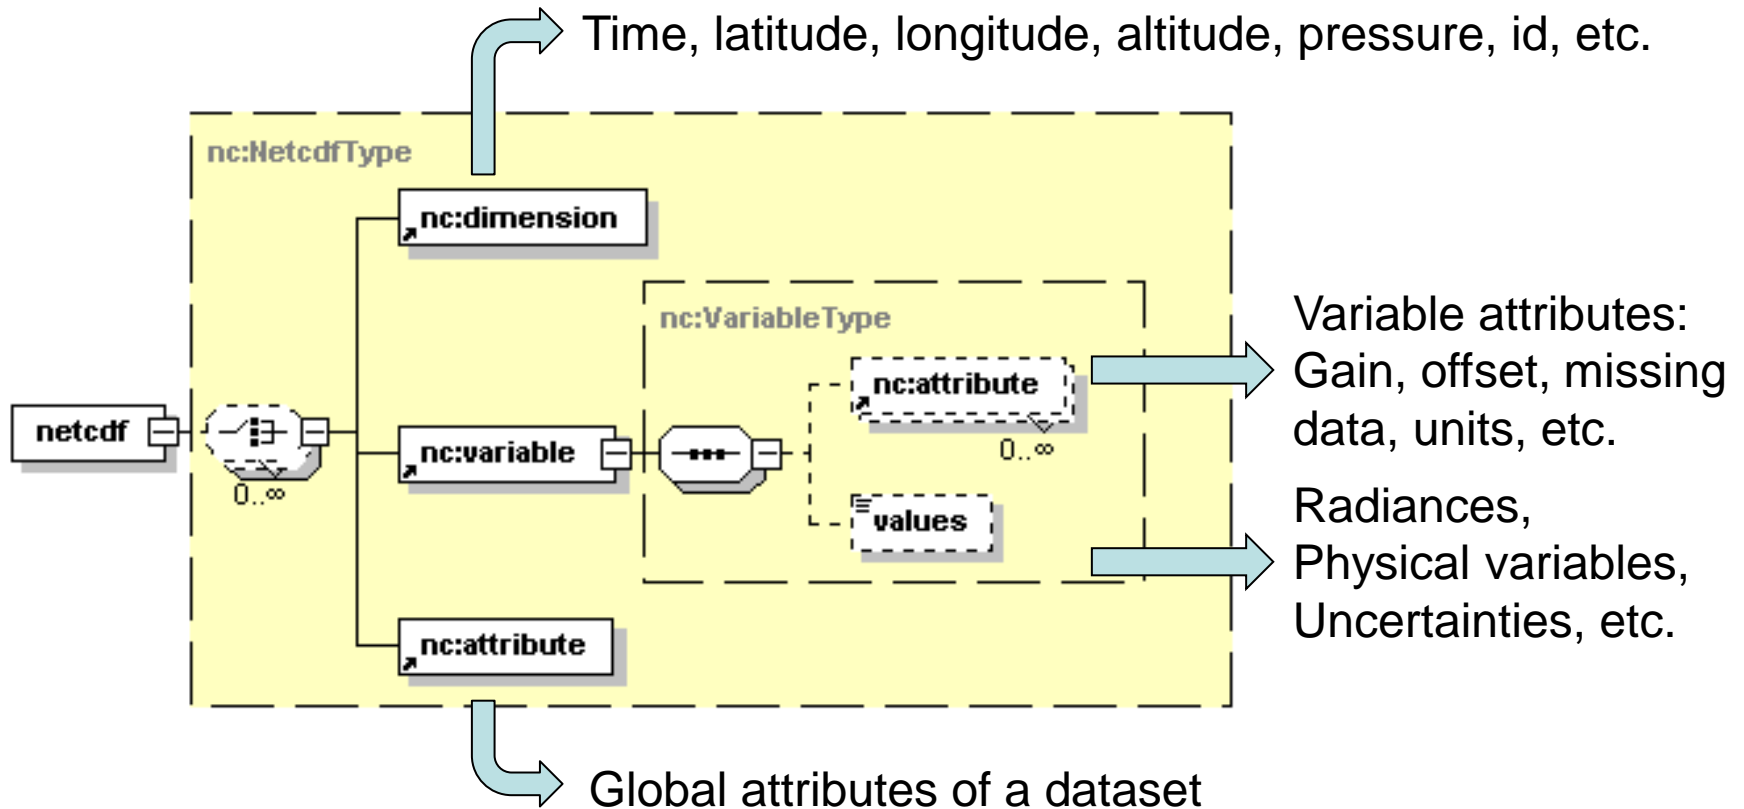 Time, latitude, longitude, altitude, pressure, id, etc.
nc:NetcdfType
nc:dimension
nc:VariableType
nc:attribute
0..∞
Variable attributes:
Gain, offset, missing
data, units, etc.
netcdf
0..∞
nc:variable
values
Radiances,
Physical variables,
Uncertainties, etc.
nc:attribute
Global attributes of a dataset